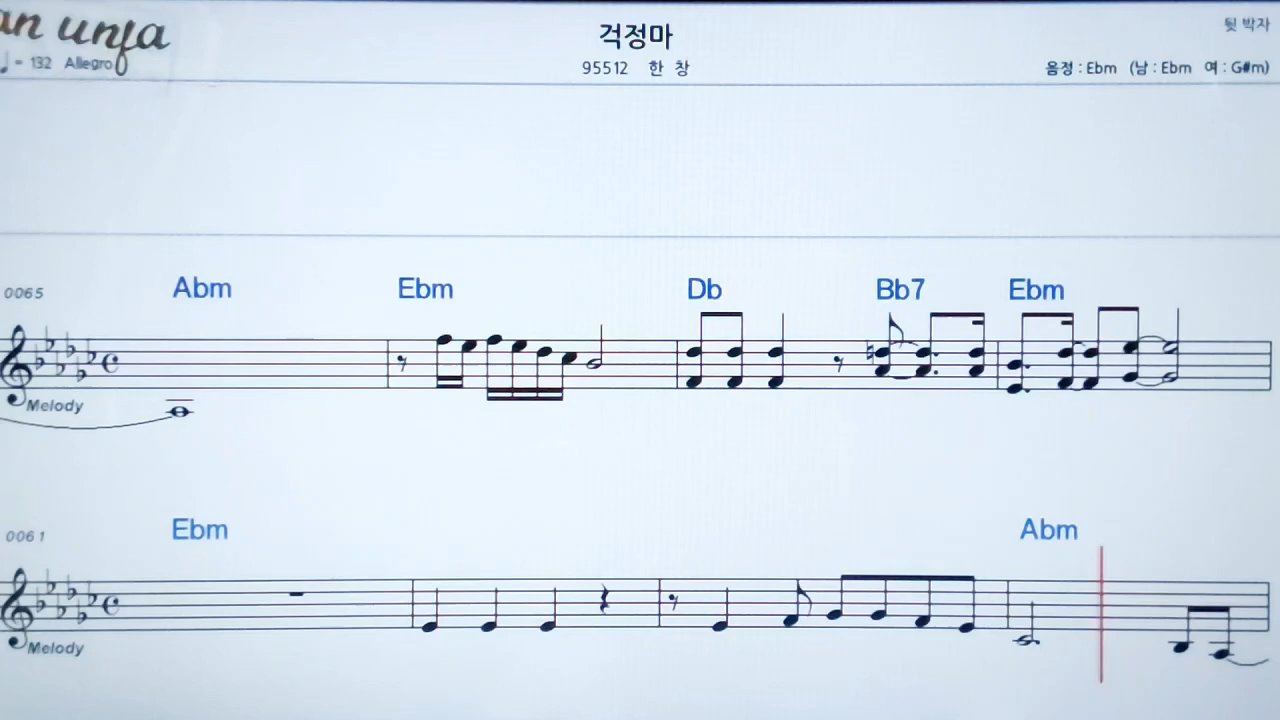 an unfa
걱정마
뒷 박자
♩ = 132 Allegro
95512 한 창
음정 : Ebm (남 : Ebm 여 : G#m)
0065
Abm Ebm Db Bb7 Ebm
Melody
0061
Ebm Abm
Melody